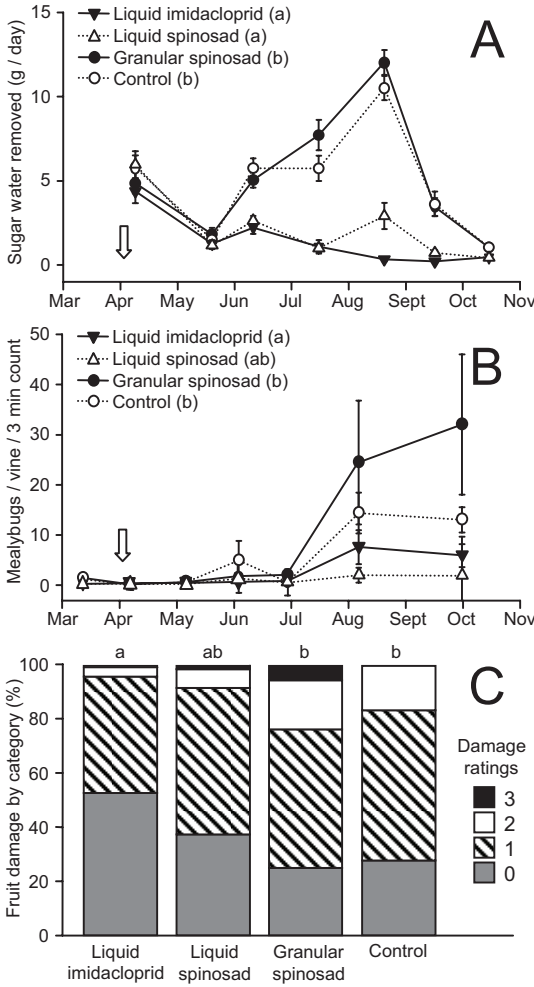 Liquid imidacloprid (a)
Liquid spinosad (a)
Granular spinosad (b)
Control (b)
A
Sugar water removed (g / day)
15
10
5
0
Mar Apr May Jun Jul Aug Sept Oct Nov
Liquid imidacloprid (a)
Liquid spinosad (ab)
Granular spinosad (b)
Control (b)
B
Mealybugs / vine / 3 min count
50
40
30
20
10
0
Mar Apr May Jun Jul Aug Sept Oct Nov
a ab b b
C
Fruit damage by category (%)
100
80
60
40
20
0
Damage
ratings
3
2
1
0
Liquid
imidacloprid
Liquid
spinosad
Granular
spinosad
Control